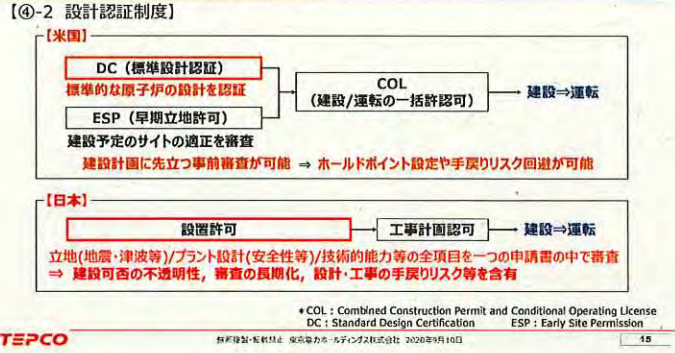 【④-2 設計認証制度】
【米国】
DC（標準設計認証）
標準的な原子炉の設計を認証
ESP（早期立地許可）
建設予定のサイトの適正を審査
COL
（建設/運転の一括許認可）
建設⇒運転
建設計画に先立つ事前審査が可能 ⇒ ホールドポイント設定や手戻りリスク回避が可能
【日本】
設置許可
工事計画認可
建設⇒運転
立地(地震・津波等)/プラント設計(安全性等)/技術的能力等の全項目を一つの申請書の中で審査
⇒ 建設可否の不透明性，審査の長期化，設計・工事の手戻りリスク等を含有
*COL : Combined Construction Permit and Conditional Operating License
DC : Standard Design Certification ESP : Early Site Permission
TEPCO
無断複製・転載禁止 東京電力ホールディングス株式会社 2020年9月10日
15